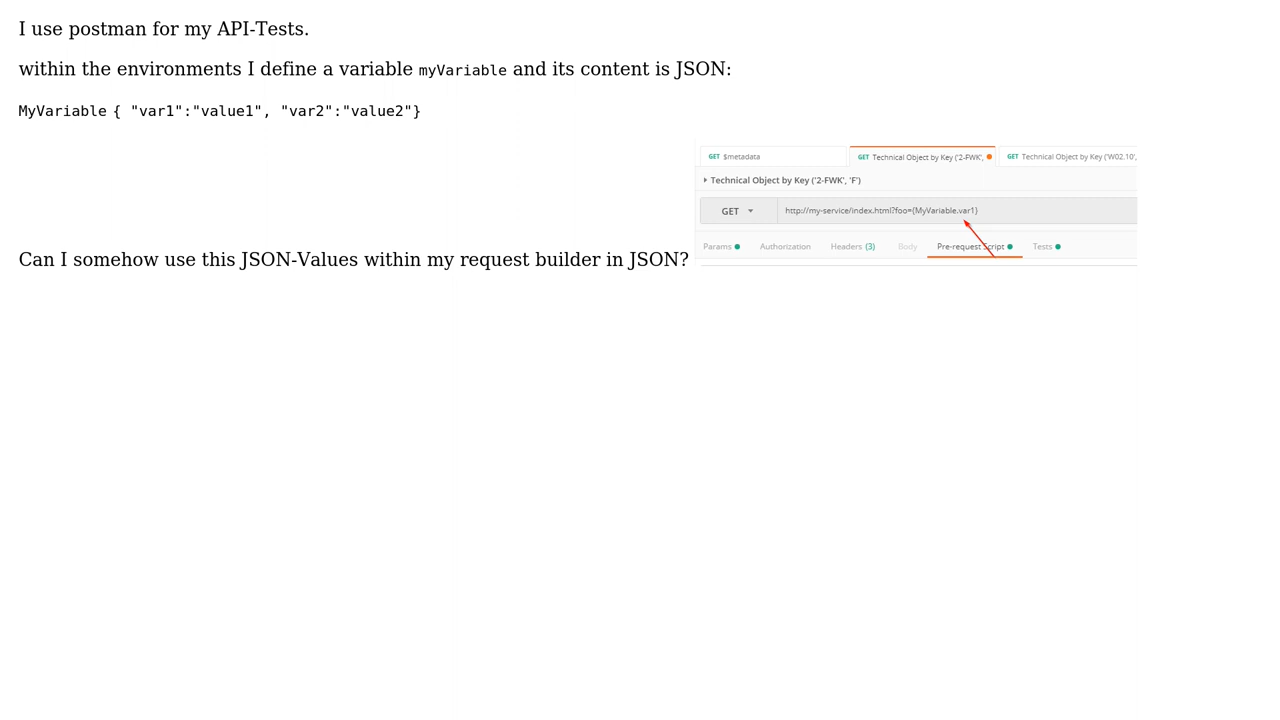 I use postman for my API-Tests.
within the environments I define a variable myVariable and its content is JSON:
MyVariable { "var1":"value1", "var2":"value2"}
GET $metadata GET Technical Object by Key ('2-FWK', GET Technical Object by Key ('W02.10',
Technical Object by Key ('2-FWK', 'F')
GET http://my-service/index.html?foo={MyVariable.var1}
Params Authorization Headers (3) Body Pre-request Script Tests
Can I somehow use this JSON-Values within my request builder in JSON?